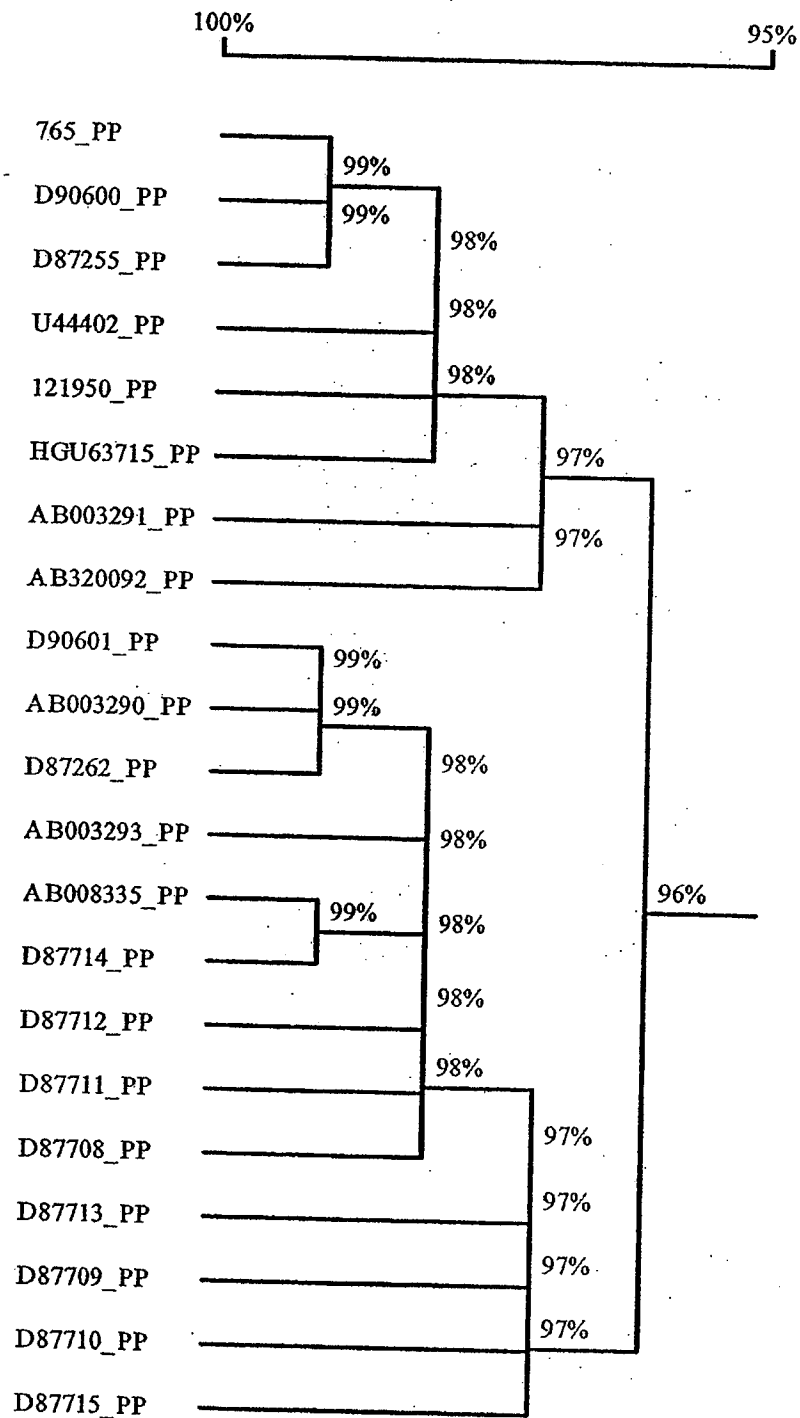 100%
95%
765_PP
99%
D90600_PP
99%
D87255_PP
98%
U44402_PP
98%
121950_PP
98%
HGU63715_PP
97%
AB003291_PP
97%
AB320092_PP
D90601_PP
99%
AB003290_PP
99%
D87262_PP
98%
AB003293_PP
98%
AB008335_PP
99%
98%
96%
D87714_PP
98%
D87712_PP
98%
D87711_PP
97%
D87708_PP
97%
D87713_PP
97%
D87709_PP
97%
D87710_PP
D87715_PP